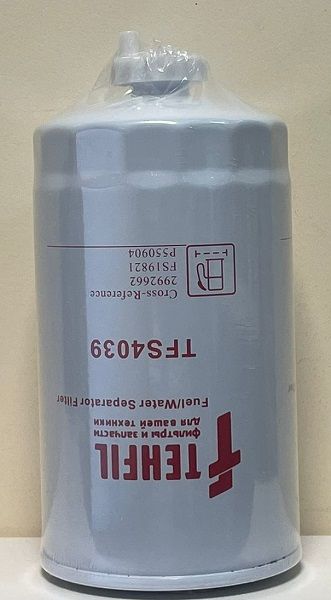 TEHFIL
фильтры и запчасти
для вашей техники
Fuel/Water Separator Filter
TFS4039
Cross-Reference
2992662
FS19821
P550904